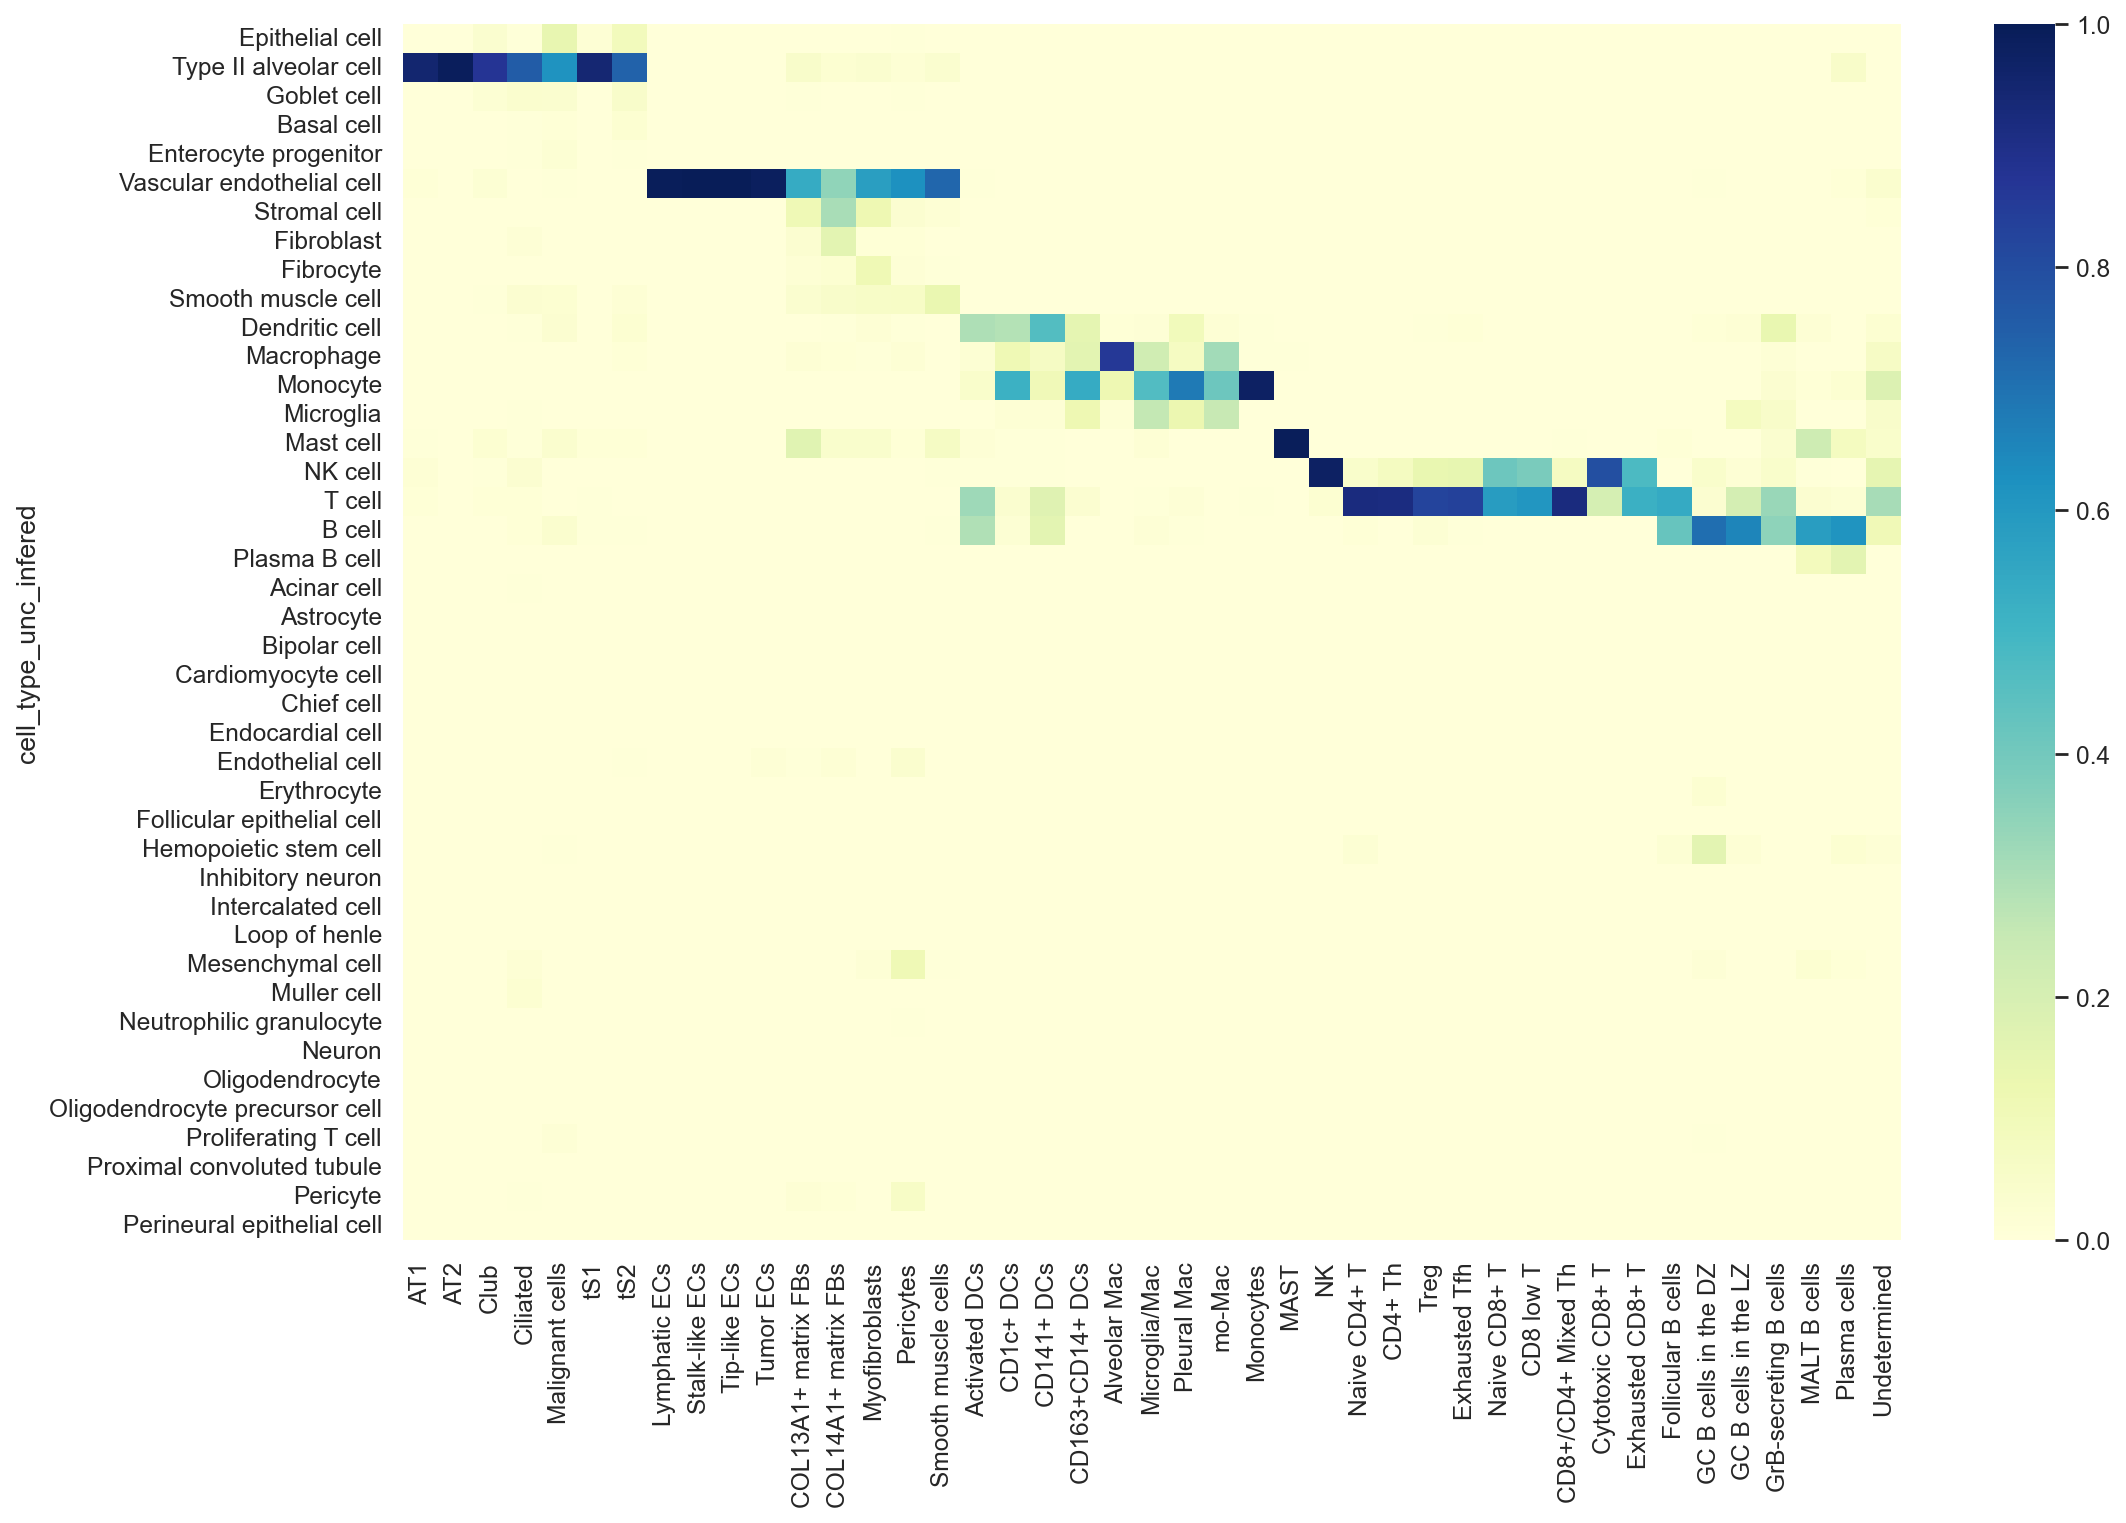 cell_type_unc_infered
Epithelial cell
Type II alveolar cell
Goblet cell
Basal cell
Enterocyte progenitor
Vascular endothelial cell
Stromal cell
Fibroblast
Fibrocyte
Smooth muscle cell
Dendritic cell
Macrophage
Monocyte
Microglia
Mast cell
NK cell
T cell
B cell
Plasma B cell
Acinar cell
Astrocyte
Bipolar cell
Cardiomyocyte cell
Chief cell
Endocardial cell
Endothelial cell
Erythrocyte
Follicular epithelial cell
Hemopoietic stem cell
Inhibitory neuron
Intercalated cell
Loop of henle
Mesenchymal cell
Muller cell
Neutrophilic granulocyte
Neuron
Oligodendrocyte
Oligodendrocyte precursor cell
Proliferating T cell
Proximal convoluted tubule
Pericyte
Perineural epithelial cell
AT1
AT2
Club
Ciliated
Malignant cells
tS1
tS2
Lymphatic ECs
Stalk-like ECs
Tip-like ECs
Tumor ECs
COL13A1+ matrix FBs
COL14A1+ matrix FBs
Myofibroblasts
Pericytes
Smooth muscle cells
Activated DCs
CD1c+ DCs
CD141+ DCs
CD163+CD14+ DCs
Alveolar Mac
Microglia/Mac
Pleural Mac
mo-Mac
Monocytes
MAST
NK
Naive CD4+ T
CD4+ Th
Treg
Exhausted Tfh
Naive CD8+ T
CD8 low T
CD8+/CD4+ Mixed Th
Cytotoxic CD8+ T
Exhausted CD8+ T
Follicular B cells
GC B cells in the DZ
GC B cells in the LZ
GrB-secreting B cells
MALT B cells
Plasma cells
Undetermined
1.0
0.8
0.6
0.4
0.2
0.0